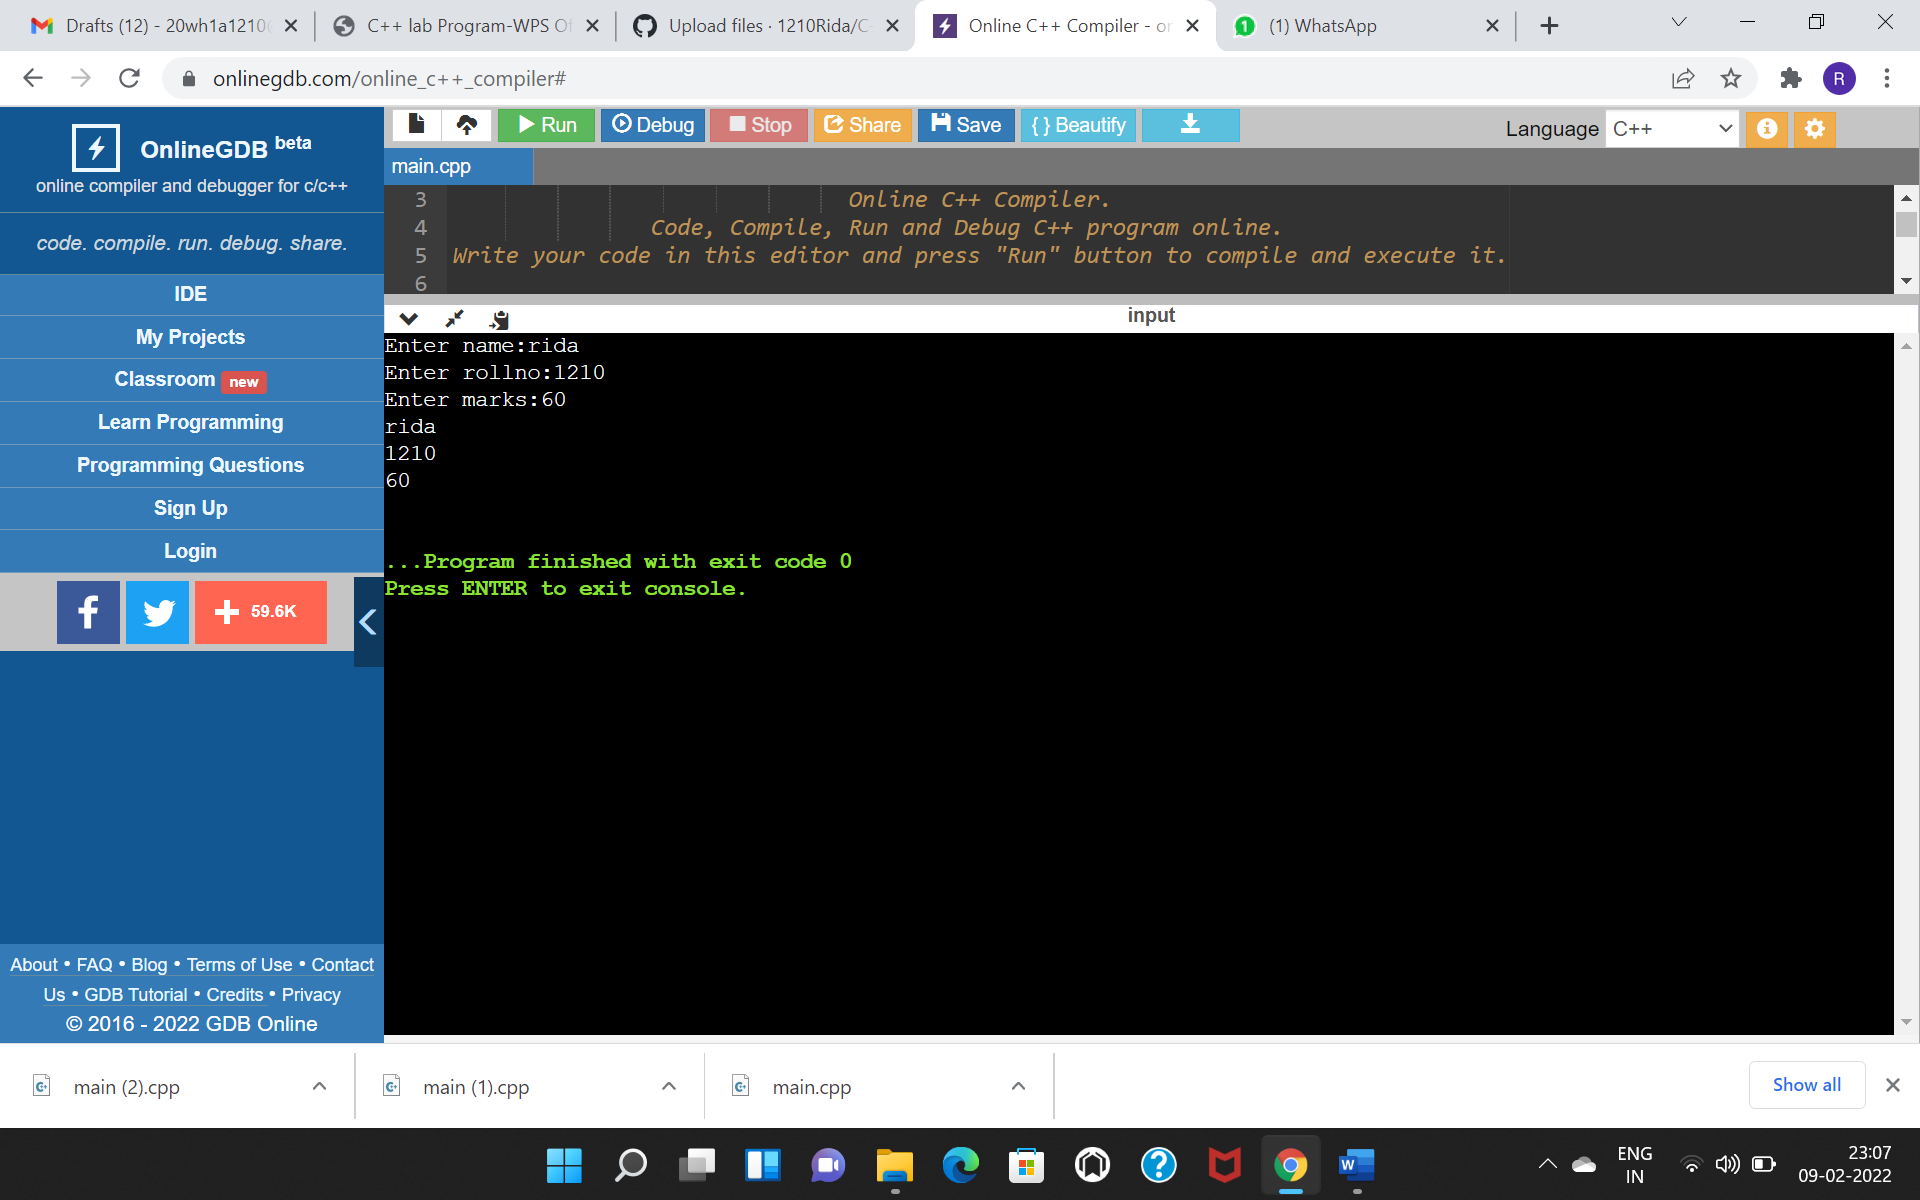 Drafts (12) - 20wh1a1210
C++ lab Program-WPS Of
Upload files · 1210Rida/C
Online C++ Compiler - on
(1) WhatsApp
onlinegdb.com/online_c++_compiler#
R
OnlineGDB beta
online compiler and debugger for c/c++
code. compile. run. debug. share.
IDE
My Projects
Classroom new
Learn Programming
Programming Questions
Sign Up
Login
f
+ 59.6K
About • FAQ • Blog • Terms of Use • Contact
Us • GDB Tutorial • Credits • Privacy
© 2016 - 2022 GDB Online
Run
Debug
Stop
Share
Save
{ } Beautify
Language C++
main.cpp
3 Online C++ Compiler.
4 Code, Compile, Run and Debug C++ program online.
5 Write your code in this editor and press "Run" button to compile and execute it.
6
input
Enter name:rida
Enter rollno:1210
Enter marks:60
rida
1210
60
...Program finished with exit code 0
Press ENTER to exit console.
main (2).cpp
main (1).cpp
main.cpp
Show all
ENG
IN
23:07
09-02-2022